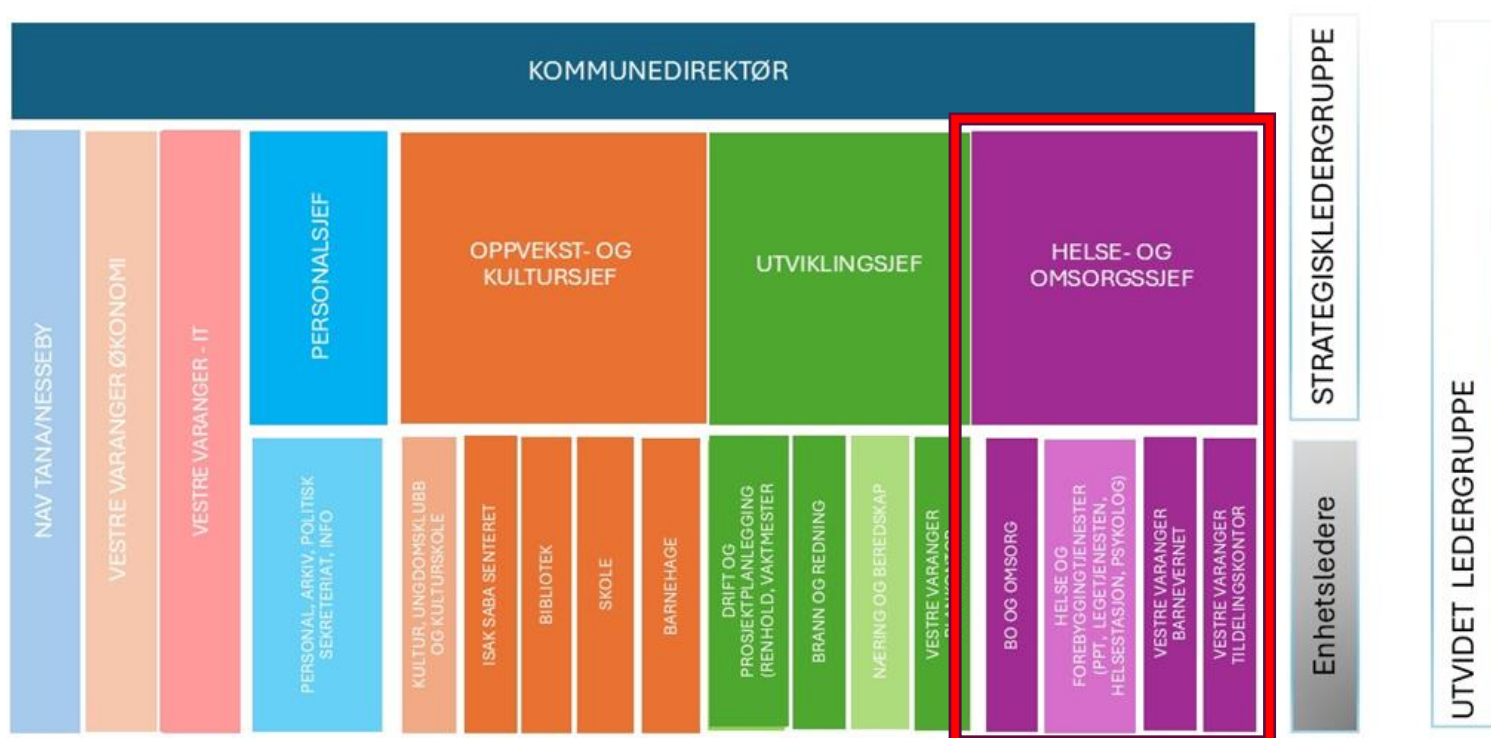 KOMMUNEDIREKTØR
NAV TANA/NESSEBY
VESTRE VARANGER ØKONOMI
VESTRE VARANGER - IT
PERSONALSJEF
OPPVEKST- OG
KULTURSJEF
UTVIKLINGSJEF
HELSE- OG
OMSORGSSJEF
STRATEGISKLEDERGRUPPE
UTVIDET LEDERGRUPPE
PERSONAL, ARKIV, POLITISK
SEKRETERIAT, INFO
KULTUR, UNGDOMSKLUBB
OG KULTURSKOLE
ISAK SABA SENTERET
BIBLIOTEK
SKOLE
BARNEHAGE
DRIFT OG
PROSJEKTPLANLEGGING
(RENHOLD, VAKTMESTER
BRANN OG REDNING
NÆRING OG BEREDSKAP
VESTRE VARANGER
BO OG OMSORG
HELSE OG
FOREBYGGINGTJENESTER
(PPT, LEGETJENESTEN,
HELSESTASJON, PSYKOLOG)
VESTRE VARANGER
BARNEVERNET
VESTRE VARANGER
TILDELINGSKONTOR
Enhetsledere